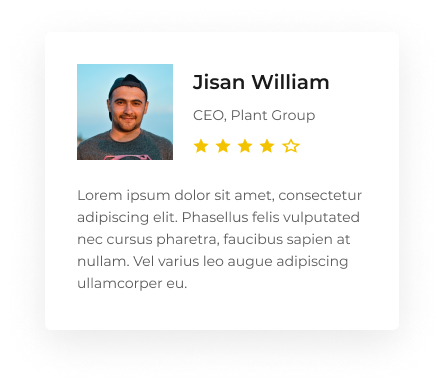 Jisan William
CEO, Plant Group
Lorem ipsum dolor sit amet, consectetur
adipiscing elit. Phasellus felis vulputated
nec cursus pharetra, faucibus sapien at
nullam. Vel varius leo augue adipiscing
ullamcorper eu.